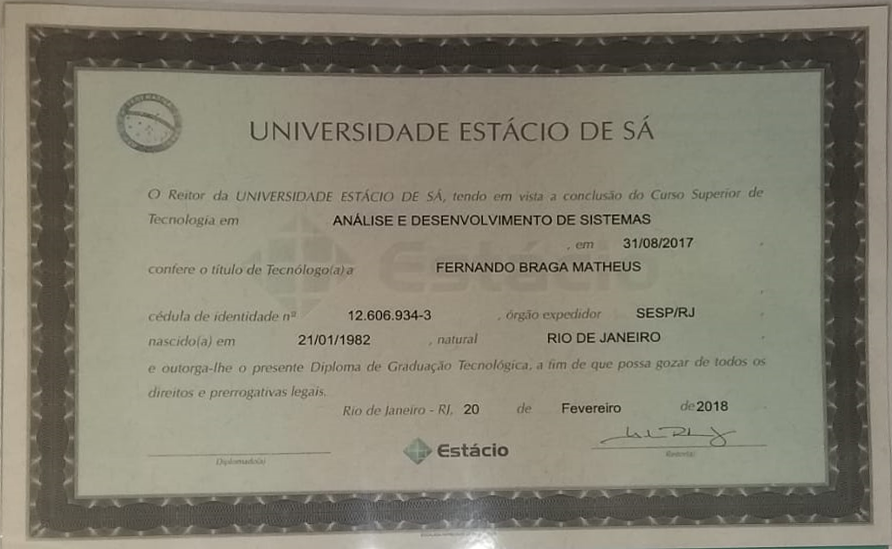 UNIVERSIDADE ESTÁCIO DE SÁ
O Reitor da UNIVERSIDADE ESTÁCIO DE SÁ, tendo em vista a conclusão do Curso Superior de
Tecnologia em ANÁLISE E DESENVOLVIMENTO DE SISTEMAS
, em 31/08/2017
confere o título de Tecnólogo(a) a FERNANDO BRAGA MATHEUS
cédula de identidade nº 12.606.934-3 , órgão expedidor SESP/RJ
nascido(a) em 21/01/1982 , natural RIO DE JANEIRO
e outorga-lhe o presente Diploma de Graduação Tecnológica, a fim de que possa gozar de todos os
direitos e prerrogativas legais.
Rio de Janeiro - RJ, 20 de Fevereiro de 2018
Estácio
Diplomado(a)
Reitor(a)